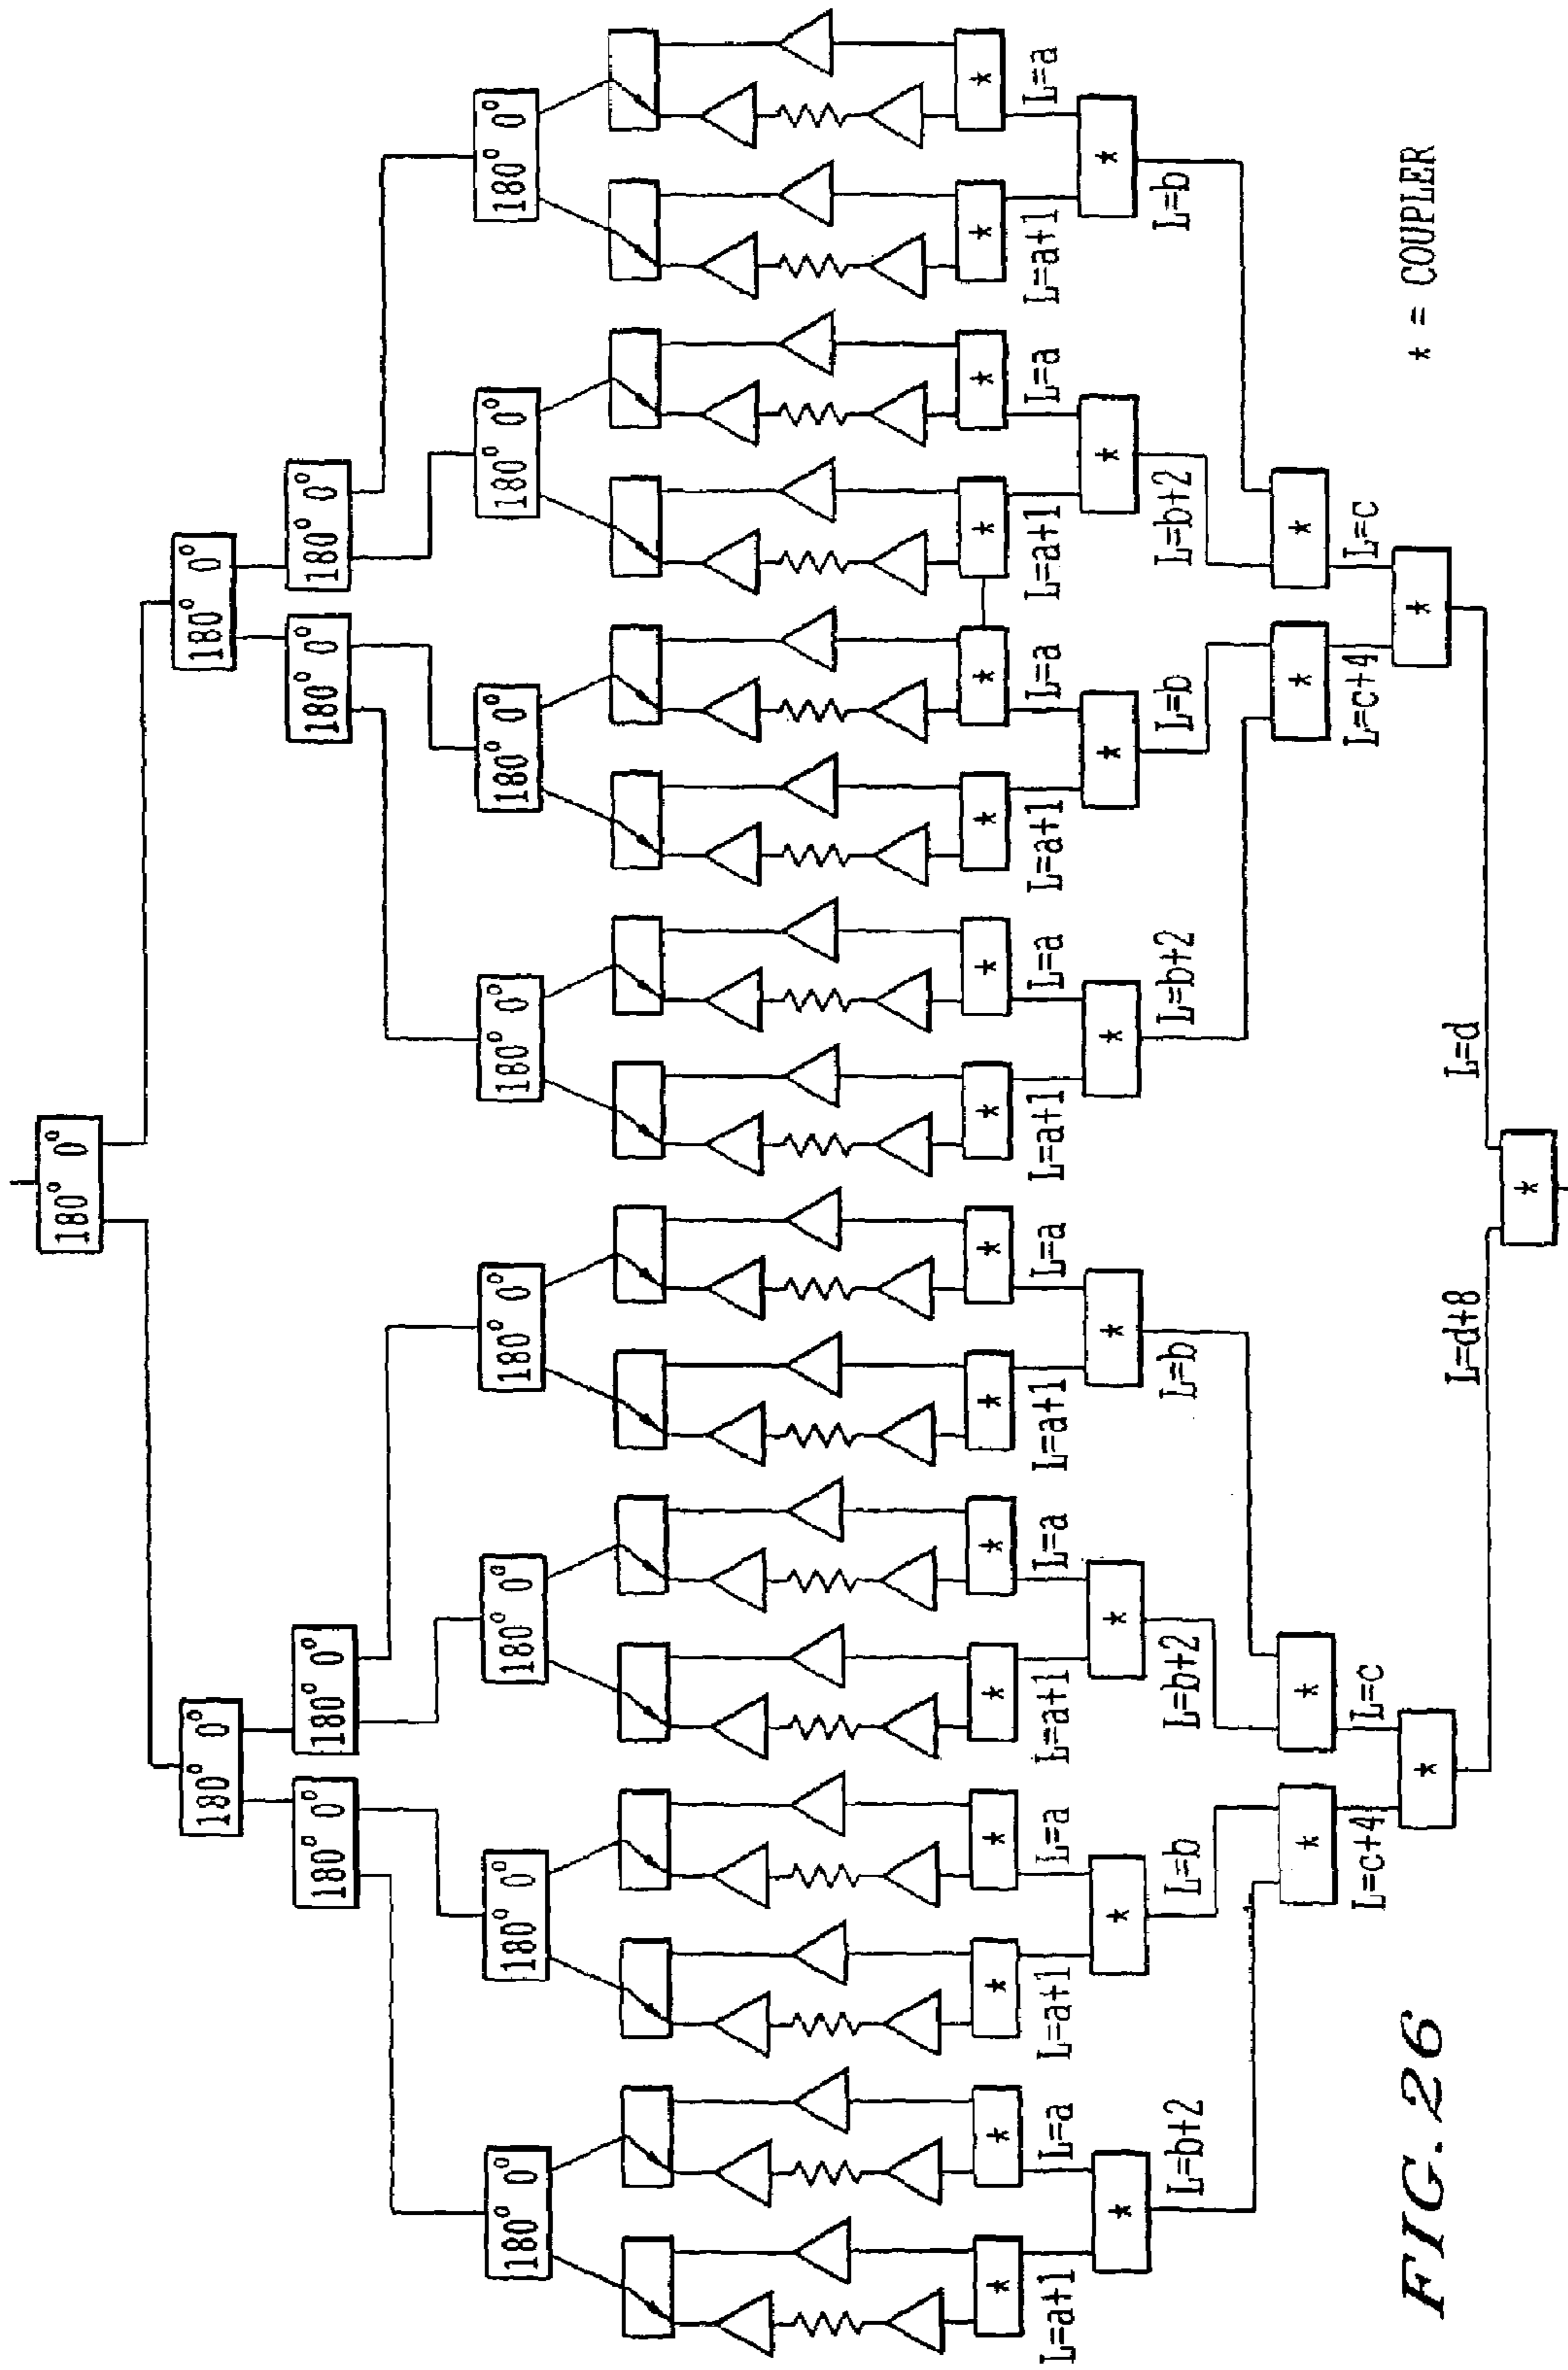 180° 0°
180° 0° 180° 0°
180° 0° 180° 0° 180° 0° 180° 0°
180° 0° 180° 0° 180° 0° 180° 0° 180° 0° 180° 0° 180° 0° 180° 0°
* * * * * * * * * * * * * * * *
L=a+1 L=a L=a+1 L=a L=a+1 L=a L=a+1 L=a L=a+1 L=a L=a+1 L=a L=a+1 L=a L=a+1 L=a
* * * * * * * *
L=b+2 L=b L=b+2 L=b L=b+2 L=b L=b+2 L=b
* * * *
L=c+4 L=c L=c+4 L=c
* *
* = COUPLER
L=d+8 L=d
*
FIG. 26